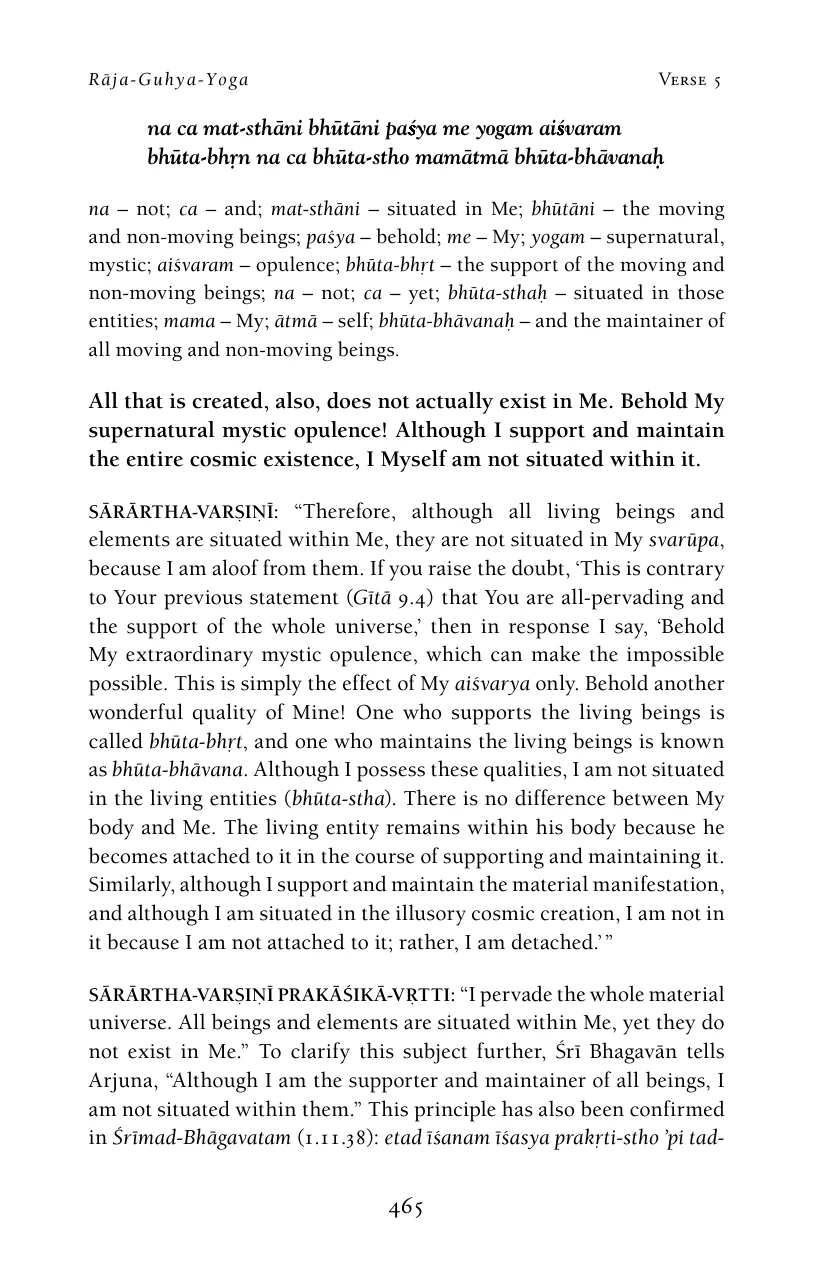 Rāja-Guhya-Yoga Verse 5
na ca mat-sthāni bhūtāni paśya me yogam aiśvaram
bhūta-bhṛn na ca bhūta-stho mamātmā bhūta-bhāvanaḥ
na – not; ca – and; mat-sthāni – situated in Me; bhūtāni – the moving
and non-moving beings; paśya – behold; me – My; yogam – supernatural,
mystic; aiśvaram – opulence; bhūta-bhṛt – the support of the moving and
non-moving beings; na – not; ca – yet; bhūta-sthaḥ – situated in those
entities; mama – My; ātmā – self; bhūta-bhāvanaḥ – and the maintainer of
all moving and non-moving beings.
All that is created, also, does not actually exist in Me. Behold My
supernatural mystic opulence! Although I support and maintain
the entire cosmic existence, I Myself am not situated within it.
SĀRĀRTHA-VARṢIṆĪ: “Therefore, although all living beings and
elements are situated within Me, they are not situated in My svarūpa,
because I am aloof from them. If you raise the doubt, ‘This is contrary
to Your previous statement (Gītā 9.4) that You are all-pervading and
the support of the whole universe,’ then in response I say, ‘Behold
My extraordinary mystic opulence, which can make the impossible
possible. This is simply the effect of My aiśvarya only. Behold another
wonderful quality of Mine! One who supports the living beings is
called bhūta-bhṛt, and one who maintains the living beings is known
as bhūta-bhāvana. Although I possess these qualities, I am not situated
in the living entities (bhūta-stha). There is no difference between My
body and Me. The living entity remains within his body because he
becomes attached to it in the course of supporting and maintaining it.
Similarly, although I support and maintain the material manifestation,
and although I am situated in the illusory cosmic creation, I am not in
it because I am not attached to it; rather, I am detached.’”
SĀRĀRTHA-VARṢIṆĪ PRAKĀŚIKĀ-VṚTTI: “I pervade the whole material
universe. All beings and elements are situated within Me, yet they do
not exist in Me.” To clarify this subject further, Śrī Bhagavān tells
Arjuna, “Although I am the supporter and maintainer of all beings, I
am not situated within them.” This principle has also been confirmed
in Śrīmad-Bhāgavatam (1.11.38): etad īśanam īśasya prakṛti-stho ’pi tad-
465